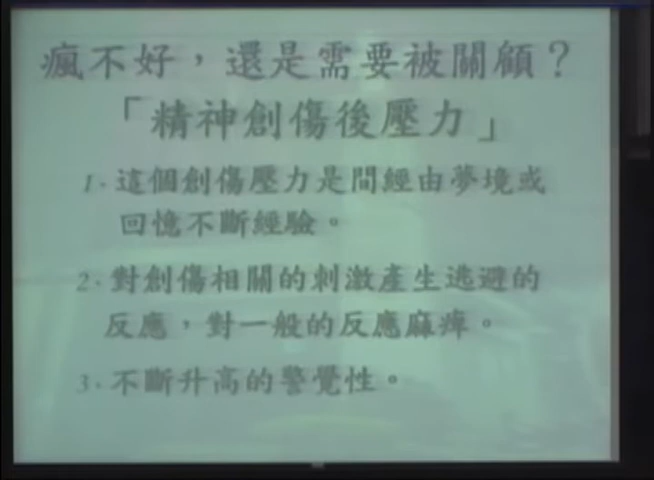 瘋不好，還是需要被關顧？
「精神創傷後壓力」
1. 這個創傷壓力是間經由夢境或
回憶不斷經驗。
2. 對創傷相關的刺激產生逃避的
反應，對一般的反應麻痺。
3. 不斷升高的警覺性。